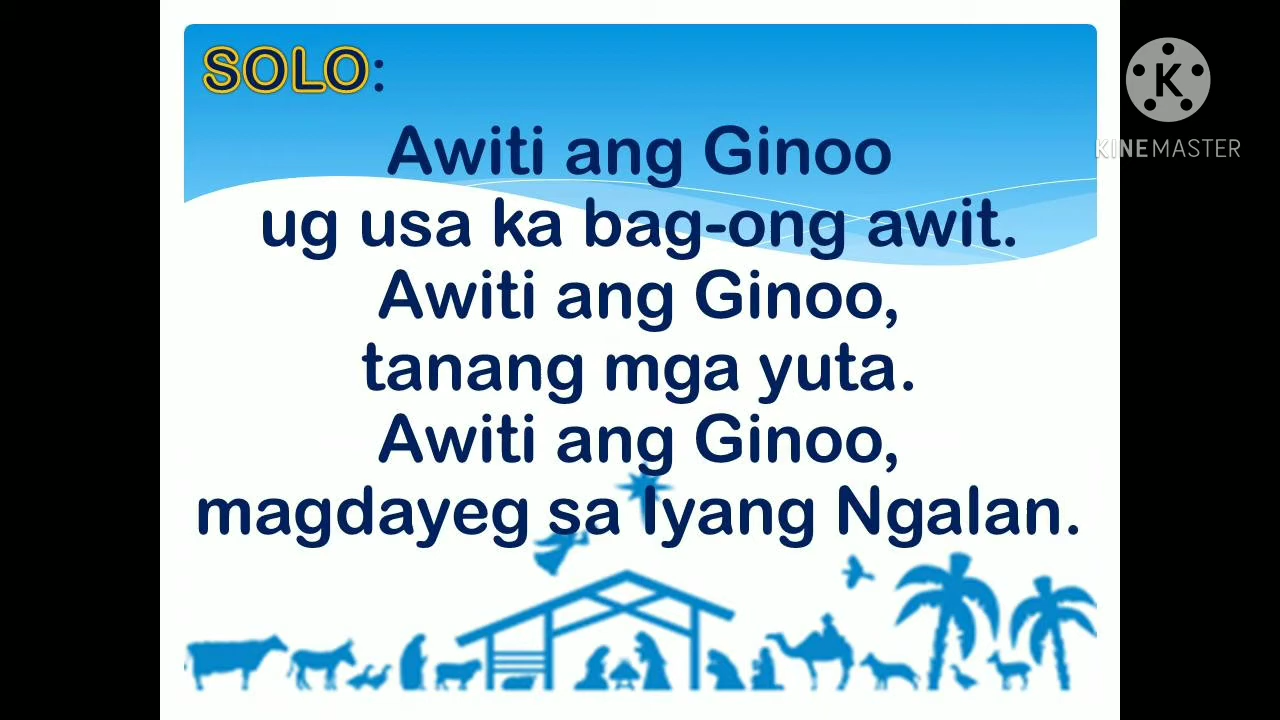 SOLO:
Awiti ang Ginoo
ug usa ka bag-ong awit.
Awiti ang Ginoo,
tanang mga yuta.
Awiti ang Ginoo,
magdayeg sa Iyang Ngalan.
K
KINEMASTER